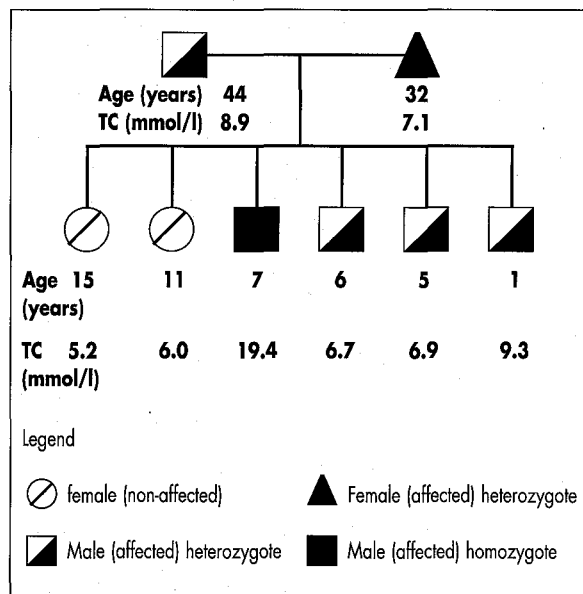 Age (years) 44 32
TC (mmol/l) 8.9 7.1
Age 15 11 7 6 5 1
(years)
TC 5.2 6.0 19.4 6.7 6.9 9.3
(mmol/l)
Legend
female (non-affected) Female (affected) heterozygote
Male (affected) heterozygote Male (affected) homozygote